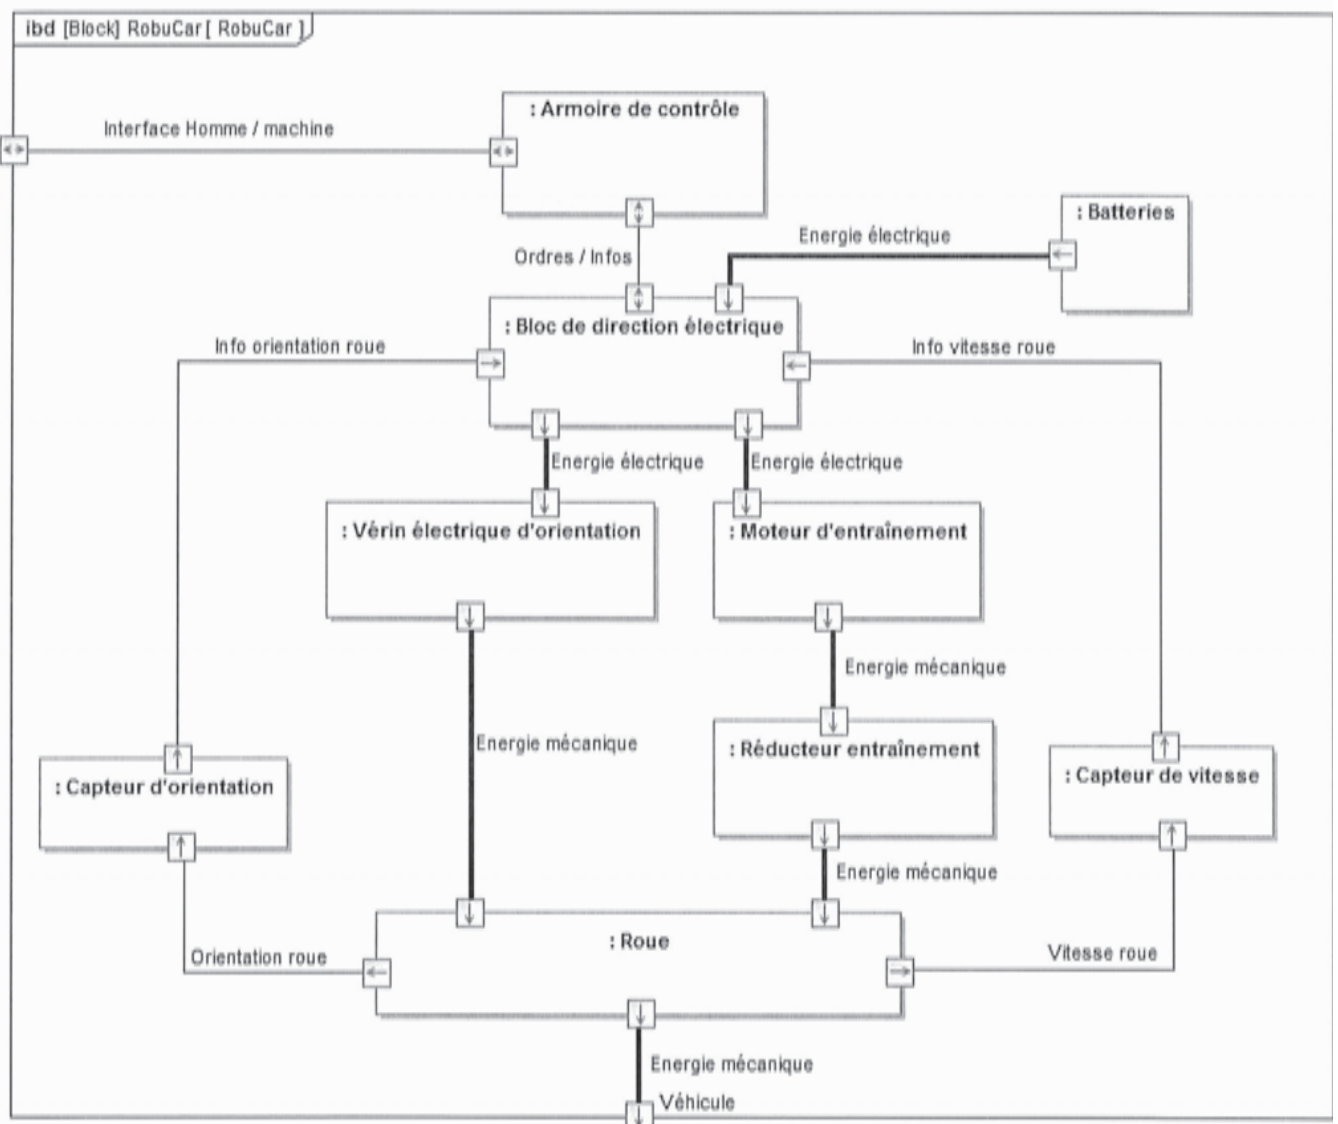 ibd [Block] RobuCar [ RobuCar ]
: Armoire de contrôle
Interface Homme / machine
: Batteries
Energie électrique
Ordres / Infos
: Bloc de direction électrique
Info orientation roue
Info vitesse roue
Energie électrique
Energie électrique
: Vérin électrique d'orientation
: Moteur d'entraînement
Energie mécanique
Energie mécanique
: Réducteur entraînement
: Capteur d'orientation
: Capteur de vitesse
Energie mécanique
: Roue
Orientation roue
Vitesse roue
Energie mécanique
Véhicule